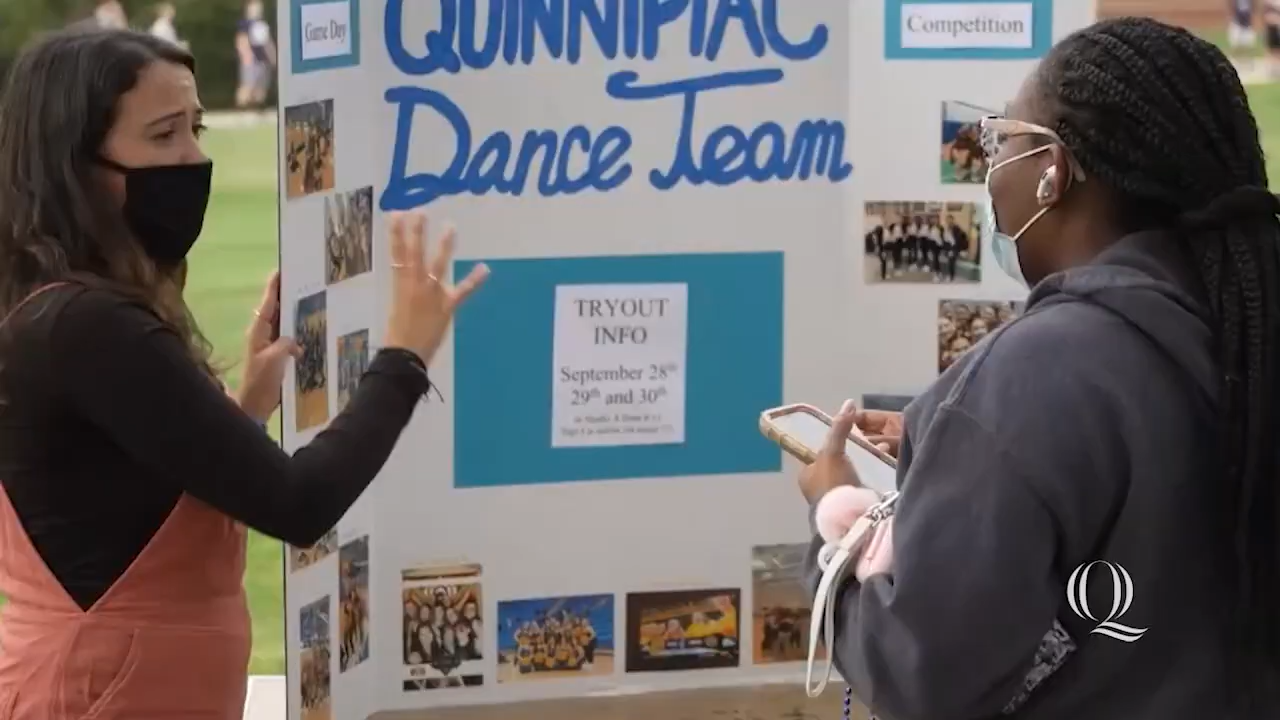 Game Day
QUINNIPIAC
Competition
Dance Team
TRYOUT
INFO
September 28th
29th and 30th
Q